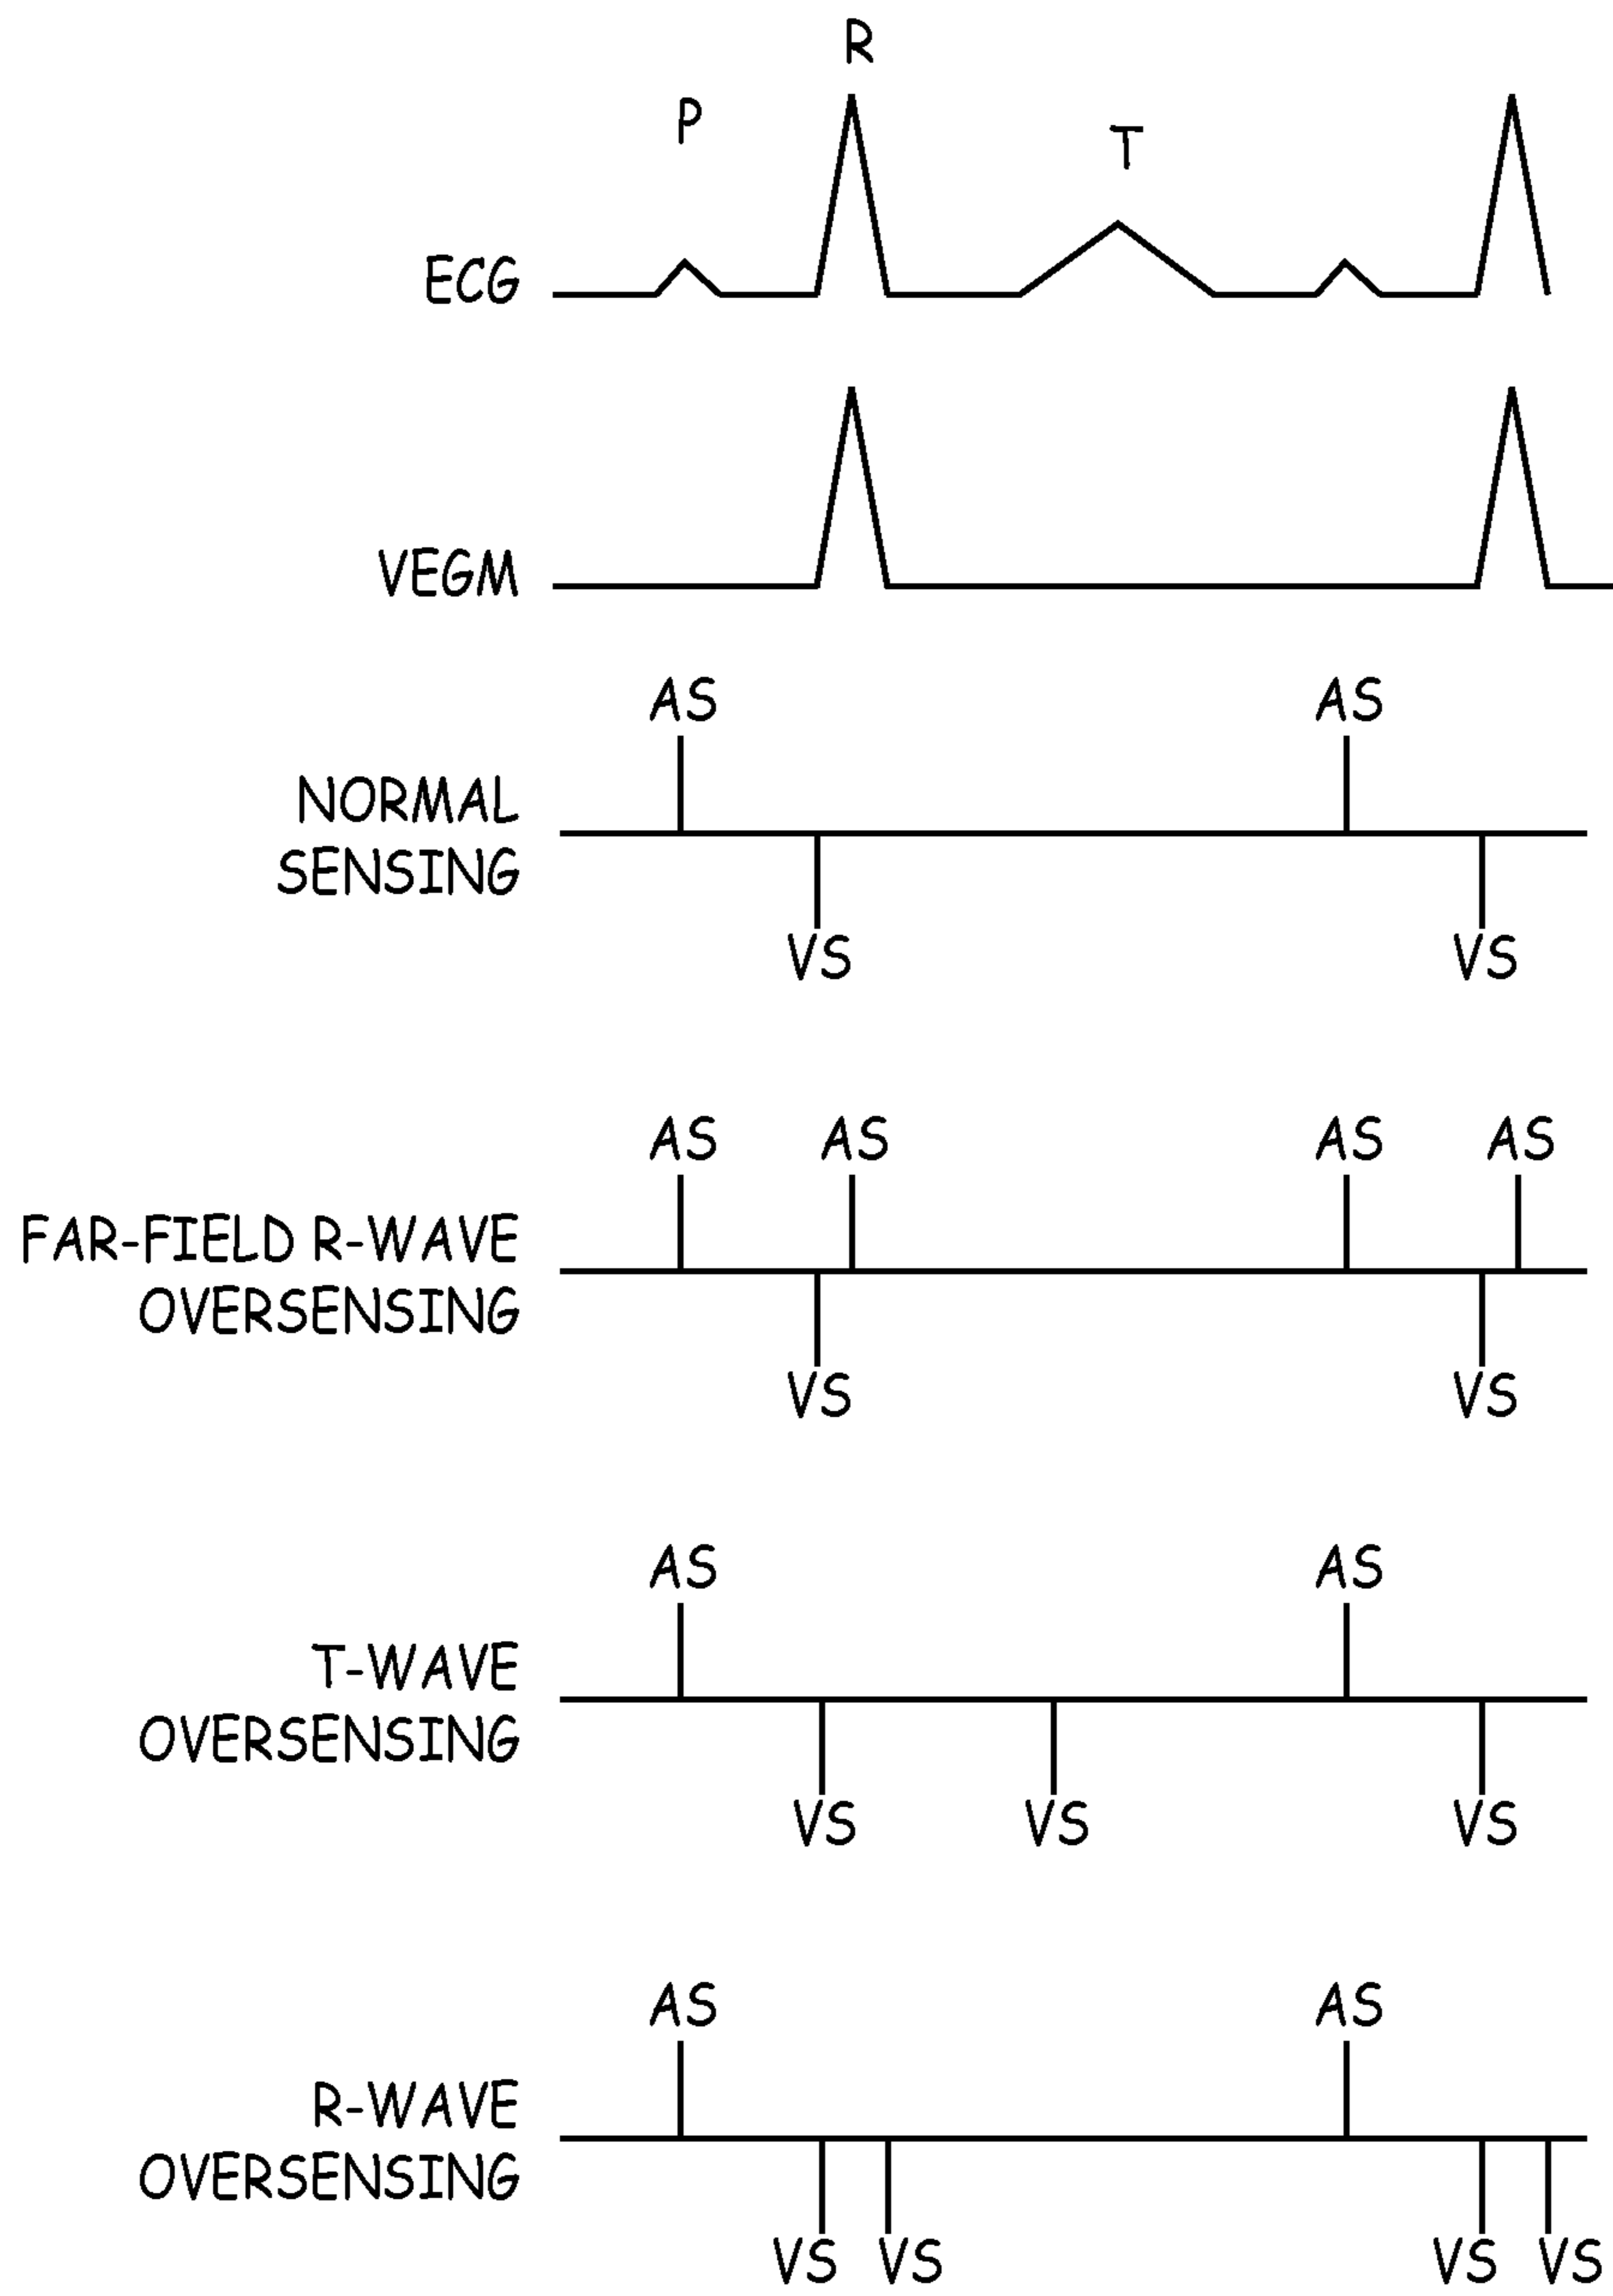 R
P
T
ECG
VEGM
AS AS
NORMAL
SENSING
VS VS
AS AS AS AS
FAR-FIELD R-WAVE
OVERSENSING
VS VS
AS AS
T-WAVE
OVERSENSING
VS VS VS
AS AS
R-WAVE
OVERSENSING
VS VS VS VS